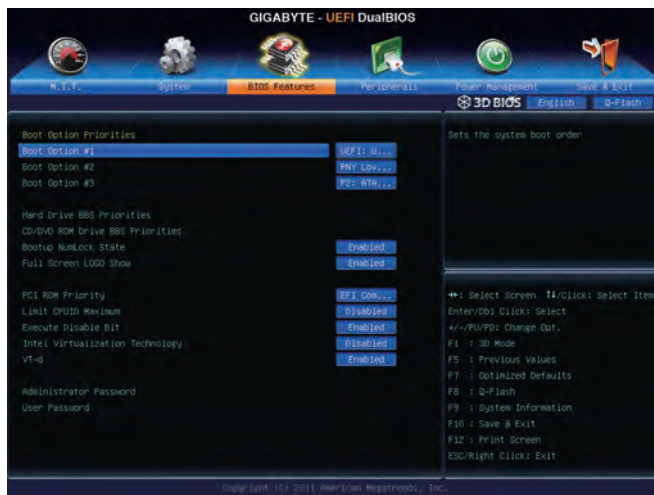 GIGABYTE - UEFI DualBIOS
M.I.T.
System
BIOS Features
Peripherals
Power Management
Save & Exit
3D BIOS
English
Q-Flash
Boot Option Priorities
Boot Option #1 UEFI: U...
Boot Option #2 PNY Lov...
Boot Option #3 P2: ATA...
Hard Drive BBS Priorities
CD/DVD ROM Drive BBS Priorities
Bootup NumLock State Enabled
Full Screen LOGO Show Enabled
PCI ROM Priority EFI Com...
Limit CPUID Maximum Disabled
Execute Disable Bit Enabled
Intel Virtualization Technology Disabled
VT-d Enabled
Administrator Password
User Password
Sets the system boot order
: Select Screen ↑↓/Click: Select Item
Enter/Dbl Click: Select
+/-/PU/PD: Change Opt.
F1 : 3D Mode
F5 : Previous Values
F7 : Optimized Defaults
F8 : Q-Flash
F9 : System Information
F10 : Save & Exit
F12 : Print Screen
ESC/Right Click: Exit
Copyright (C) 2011 American Megatrends, Inc.